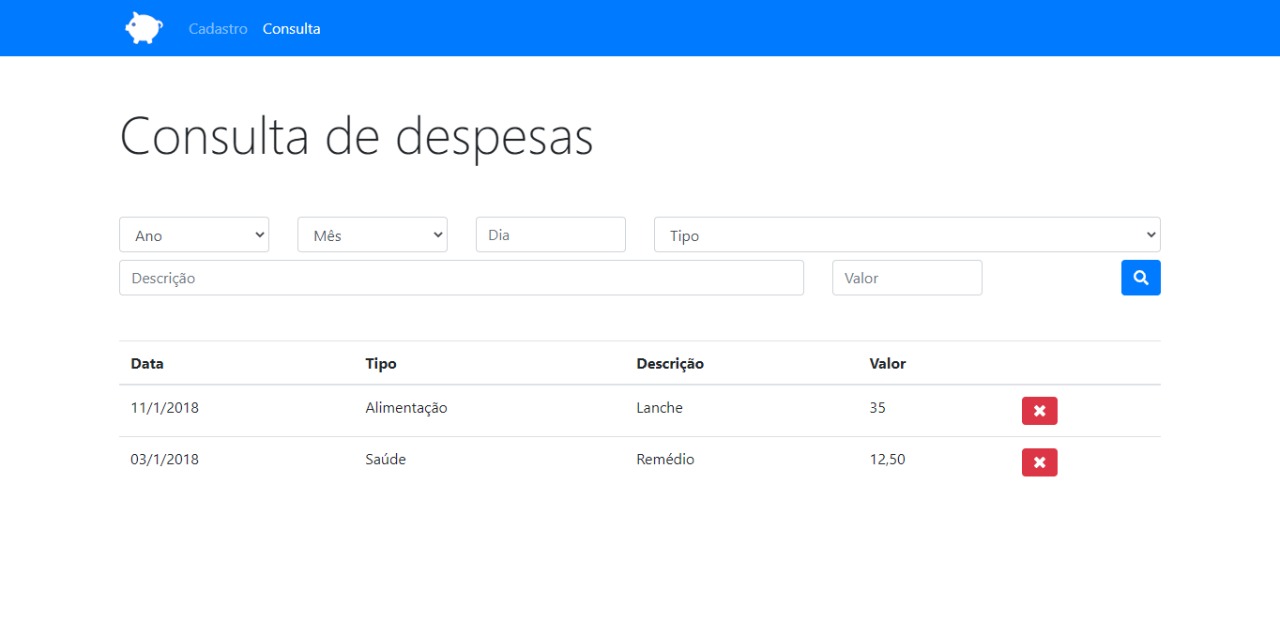 Cadastro Consulta
Consulta de despesas
Ano Mês Dia Tipo
Descrição Valor
Data Tipo Descrição Valor
11/1/2018 Alimentação Lanche 35
03/1/2018 Saúde Remédio 12,50